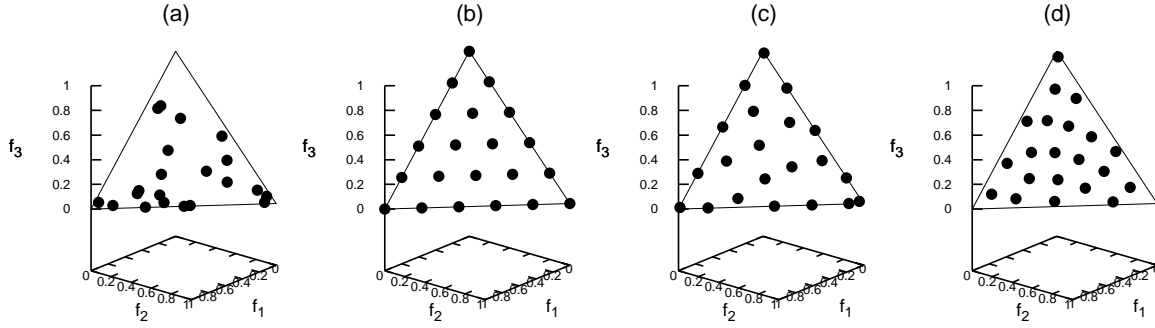 (a) (b) (c) (d)
1 1 1 1
0.8 0.8 0.8 0.8
0.6 0.6 0.6 0.6
f3 f3 f3 f3
0.4 0.4 0.4 0.4
0.2 0.2 0.2 0.2
0 0 0 0
0 0 0 0 0 0 0 0
0.2 0.2 0.2 0.2 0.2 0.2 0.2 0.2
0.4 0.4 0.4 0.4 0.4 0.4 0.4 0.4
0.6 0.6 0.6 0.6 0.6 0.6 0.6 0.6
0.8 0.8 0.8 0.8 0.8 0.8 0.8 0.8
1 1 1 1 1 1 1 1
f2 f1 f2 f1 f2 f1 f2 f1